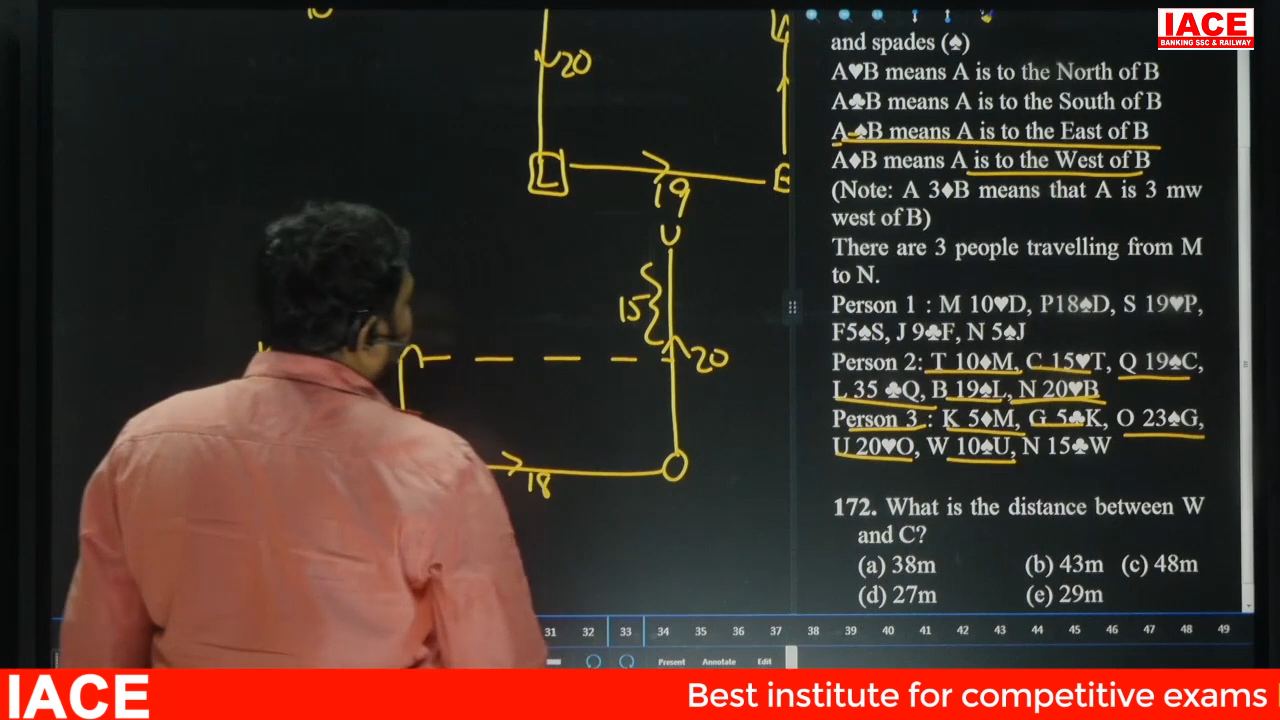 IACE
BANKING SSC & RAILWAY
and spades (♠)
A♥B means A is to the North of B
A♣B means A is to the South of B
A♠B means A is to the East of B
A♦B means A is to the West of B
(Note: A 3♦B means that A is 3 mw
west of B)
There are 3 people travelling from M
to N.
Person 1 : M 10♥D, P18♠D, S 19♥P,
F5♠S, J 9♣F, N 5♠J
Person 2: T 10♦M, C 15♥T, Q 19♠C,
L 35 ♣Q, B 19♠L, N 20♥B
Person 3 : K 5♦M, G 5♣K, O 23♠G,
U 20♥O, W 10♠U, N 15♣W
172. What is the distance between W
and C?
(a) 38m (b) 43m (c) 48m
(d) 27m (e) 29m
20
L
19
U
15
20
18
O
31 32 33 34 35 36 37 38 39 40 41 42 43 44 45 46 47 48 49
Present Annotate Edit
IACE
Best institute for competitive exams